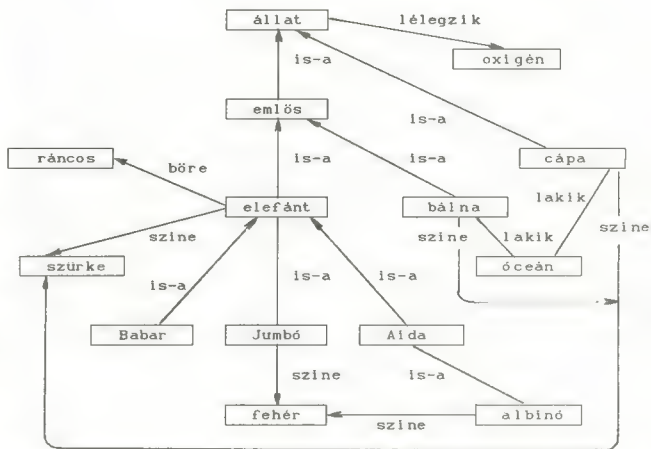 állat
lélegzik
oxigén
is-a
emlös
is-a
ráncos
böre
is-a
is-a
cápa
elefánt
bálna
lakik
szine
szine
lakik
szine
szürke
is-a
is-a
is-a
óceán
Babar
Jumbó
Aida
szine
is-a
fehér
szine
albinó